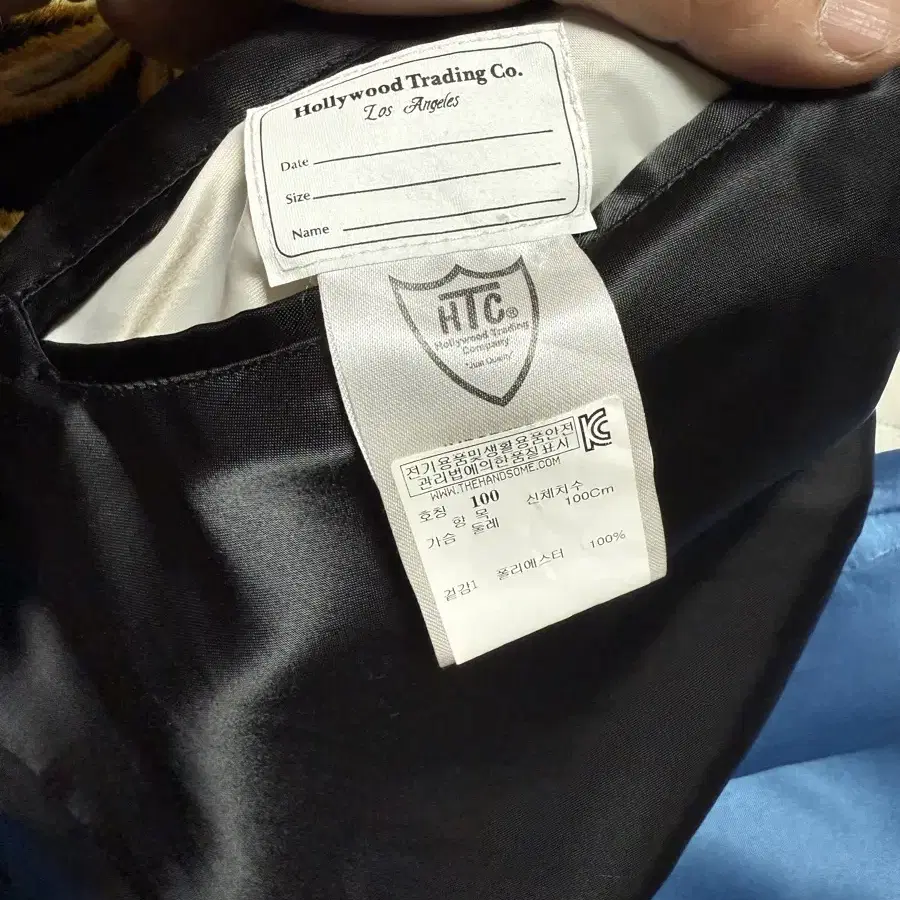 Hollywood Trading Co.
Los Angeles
Date
Size
Name
HTC®
Hollywood Trading
Company
"Just Quality"
전기용품및생활용품안전
관리법에의한품질표시
WWW.THEHANDSOME.COM
호칭 100 신체치수
항 목 100Cm
가슴 둘레
겉감1 폴리에스터 100%